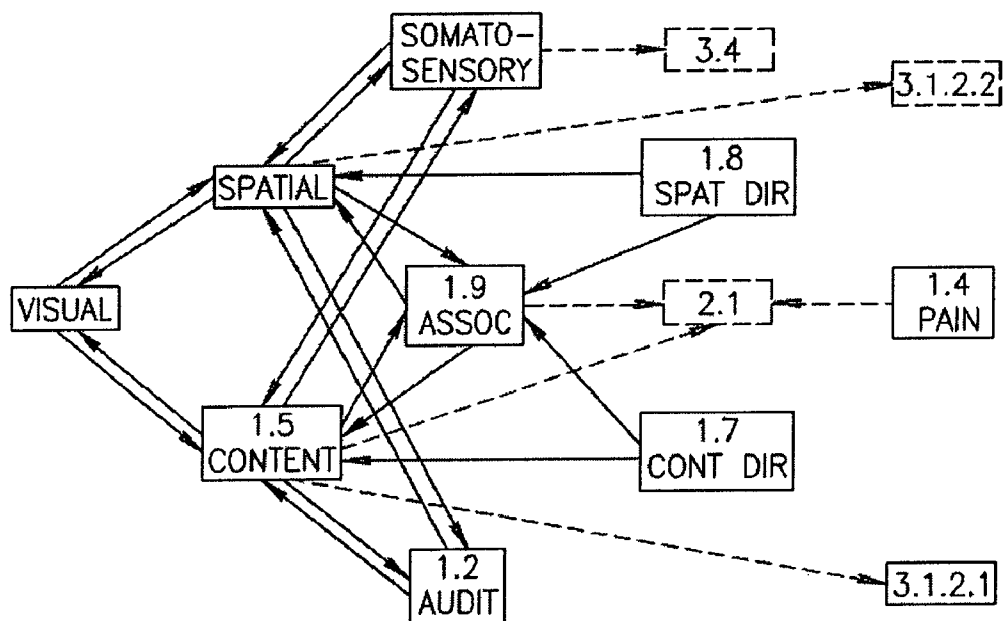 SOMATO-
SENSORY
3.4
3.1.2.2
1.8
SPAT DIR
SPATIAL
1.9
ASSOC
2.1
1.4
PAIN
VISUAL
1.5
CONTENT
1.7
CONT DIR
1.2
AUDIT
3.1.2.1